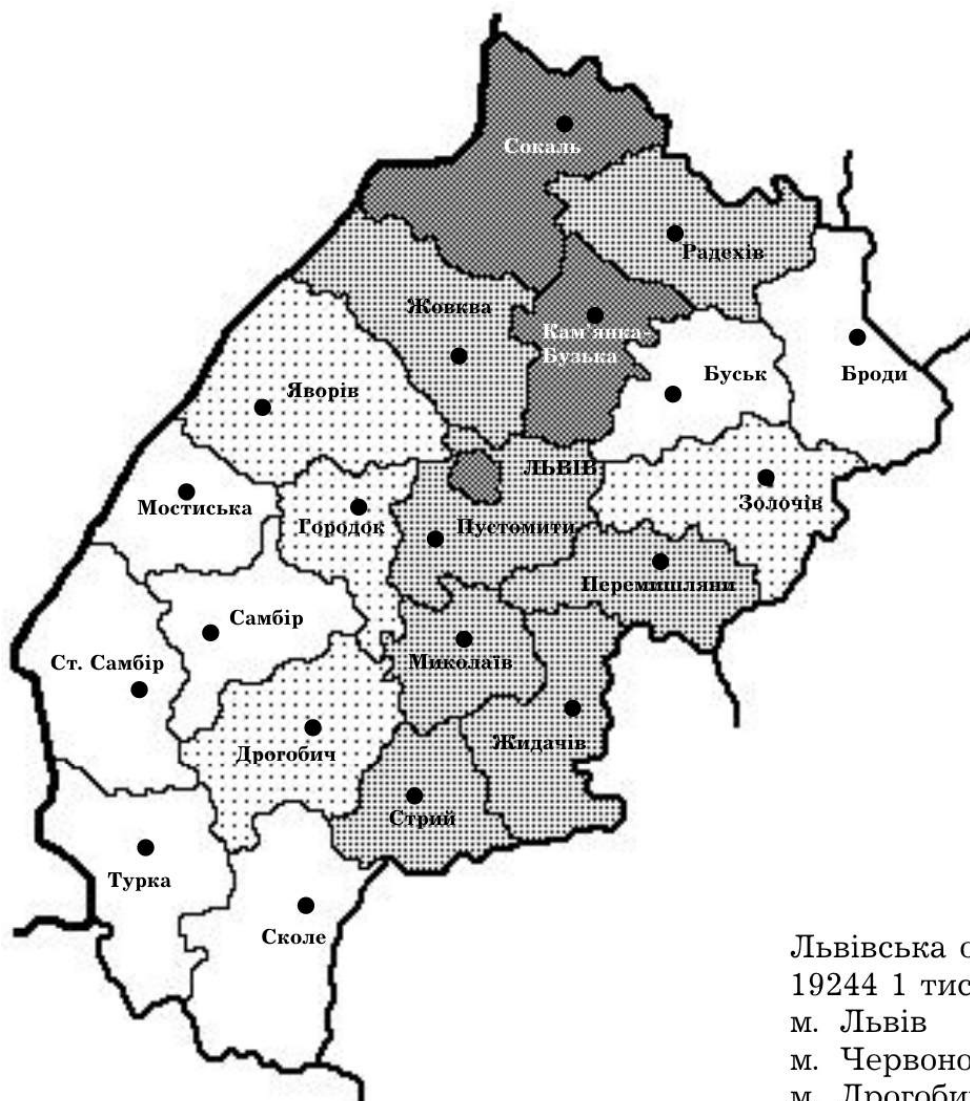 Сокаль
Радехів
Жовква
Кам'янка-
Бузька
Буськ
Броди
Яворів
ЛЬВІВ
Мостиська
Городок
Пустомити
Золочів
Перемишляни
Самбір
Ст. Самбір
Миколаїв
Жидачів
Дрогобич
Стрий
Турка
Сколе
Львівська о
19244 1 тис
м. Львів
м. Червоно
м. Дрогоби